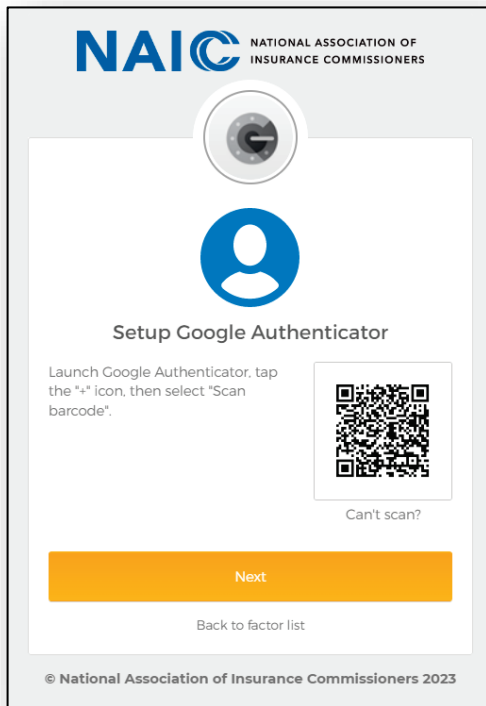 NAIC NATIONAL ASSOCIATION OF
INSURANCE COMMISSIONERS
Setup Google Authenticator
Launch Google Authenticator, tap
the "+" icon, then select "Scan
barcode".
Can't scan?
Next
Back to factor list
© National Association of Insurance Commissioners 2023